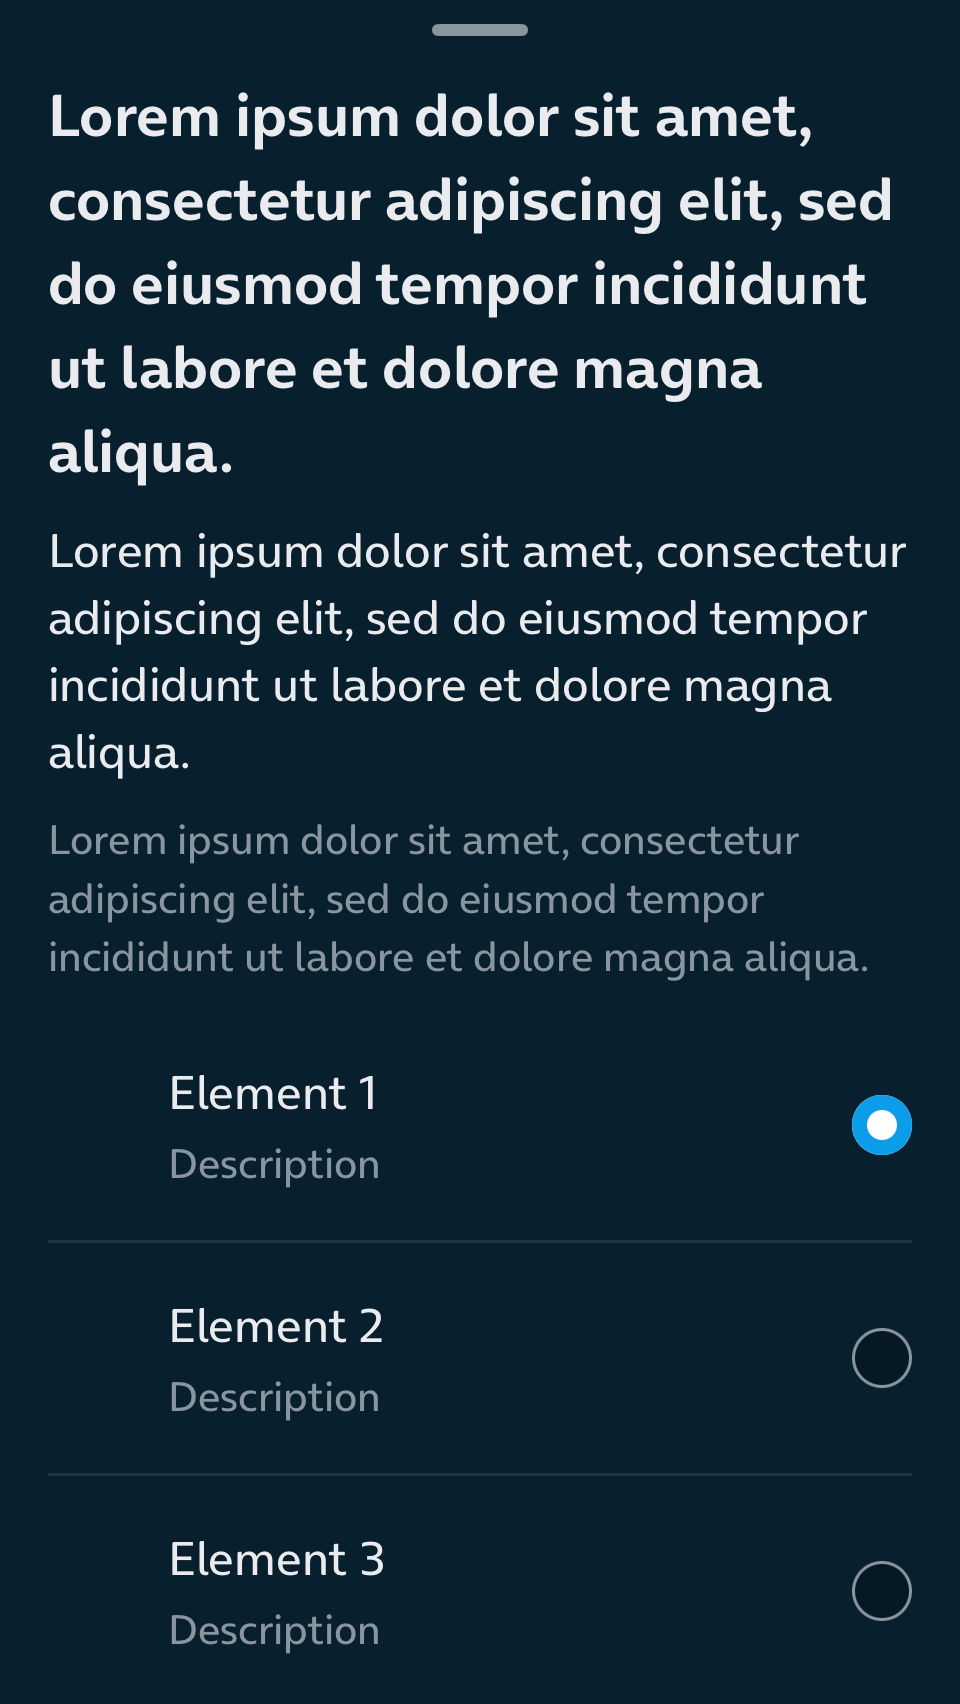 Lorem ipsum dolor sit amet,
consectetur adipiscing elit, sed
do eiusmod tempor incididunt
ut labore et dolore magna
aliqua.
Lorem ipsum dolor sit amet, consectetur
adipiscing elit, sed do eiusmod tempor
incididunt ut labore et dolore magna
aliqua.
Lorem ipsum dolor sit amet, consectetur
adipiscing elit, sed do eiusmod tempor
incididunt ut labore et dolore magna aliqua.
Element 1
Description
Element 2
Description
Element 3
Description